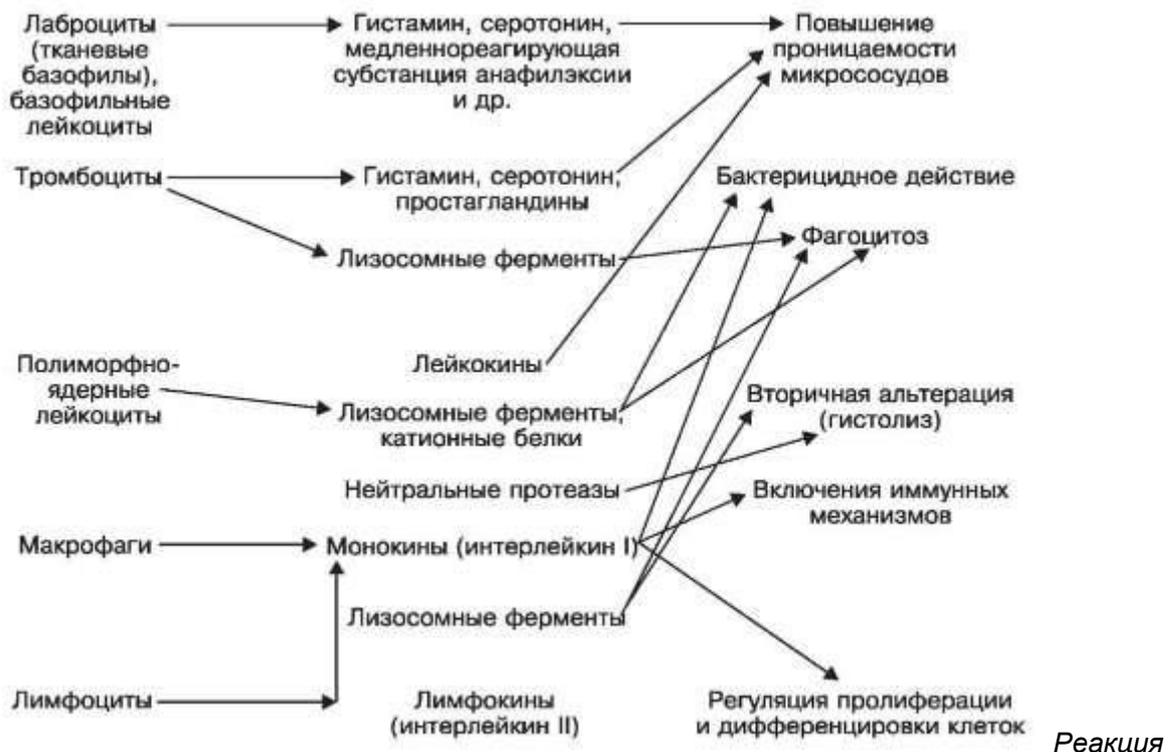 Лаброциты
(тканевые
базофилы),
базофильные
лейкоциты
Гистамин, серотонин,
медленнореагирующая
субстанция анафилэксии
и др.
Повышение
проницаемости
микрососудов
Тромбоциты
Гистамин, серотонин,
простагландины
Бактерицидное действие
Лизосомные ферменты
Фагоцитоз
Полиморфно-
ядерные
лейкоциты
Лейкокины
Лизосомные ферменты,
катионные белки
Вторичная альтерация
(гистолиз)
Нейтральные протеазы
Включения иммунных
механизмов
Макрофаги
Монокины (интерлейкин I)
Лизосомные ферменты
Лимфоциты
Лимфокины
(интерлейкин II)
Регуляция пролиферации
и дифференцировки клеток
Реакция